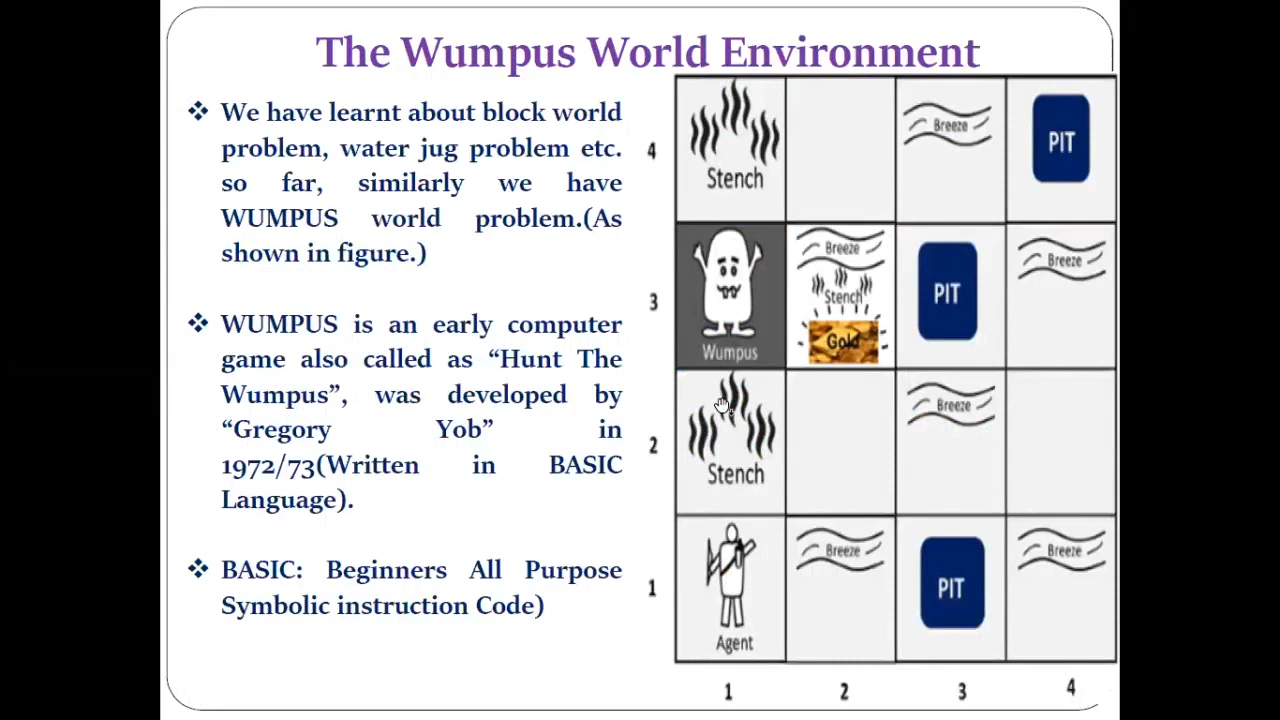 The Wumpus World Environment
❖ We have learnt about block world
problem, water jug problem etc.
so far, similarly we have
WUMPUS world problem.(As
shown in figure.)
❖ WUMPUS is an early computer
game also called as “Hunt The
Wumpus”, was developed by
“Gregory Yob” in
1972/73(Written in BASIC
Language).
❖ BASIC: Beginners All Purpose
Symbolic instruction Code)
4
Stench
Breeze
PIT
3
Wumpus
Breeze
Stench
Gold
PIT
Breeze
2
Stench
Breeze
1
Agent
Breeze
PIT
Breeze
1 2 3 4